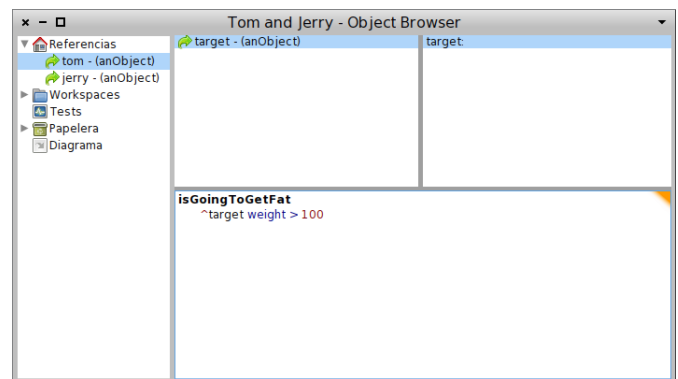 Tom and Jerry - Object Browser
Referencias
tom - (anObject)
jerry - (anObject)
Workspaces
Tests
Papelera
Diagrama
target - (anObject)
target:
isGoingToGetFat
^target weight > 100